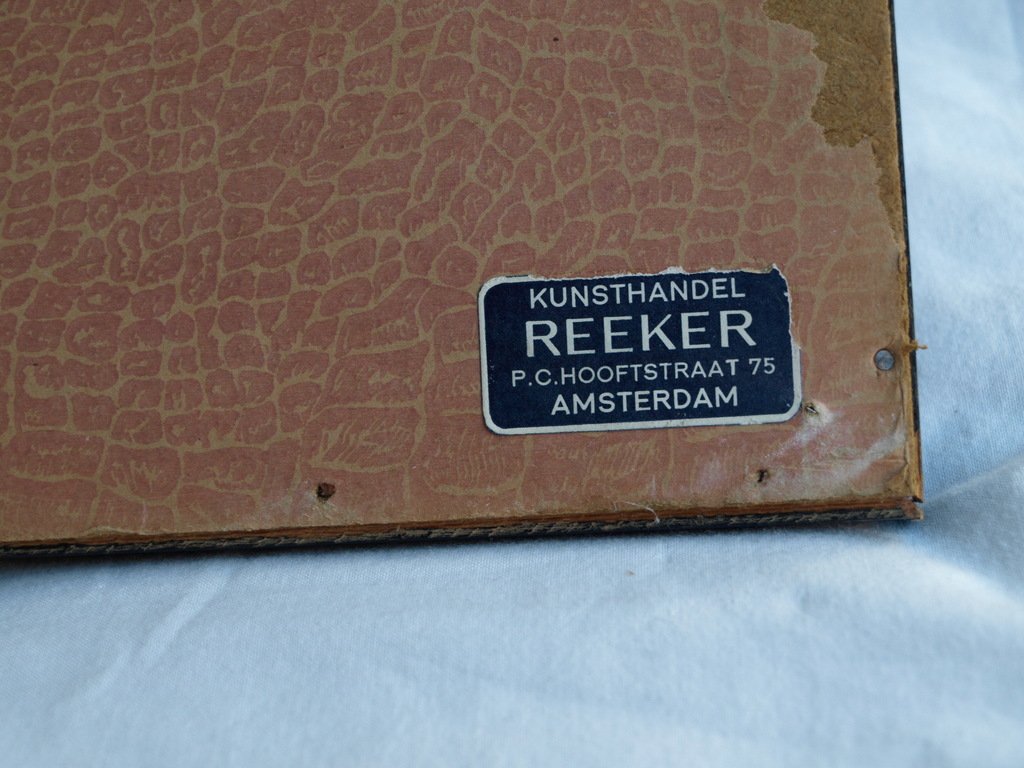 KUNSTHANDEL
REEKER
P.C.HOOFTSTRAAT 75
AMSTERDAM